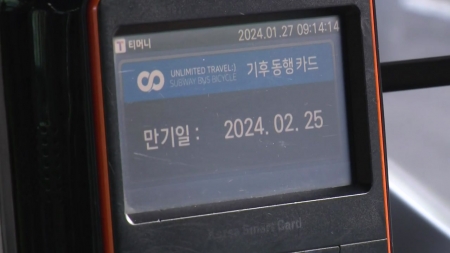 T 티머니 2024.01.27 09:14:14
UNLIMITED TRAVEL:)
SUBWAY BUS BICYCLE
기후동행카드
만기일 : 2024. 02. 25
Korea Smart Card